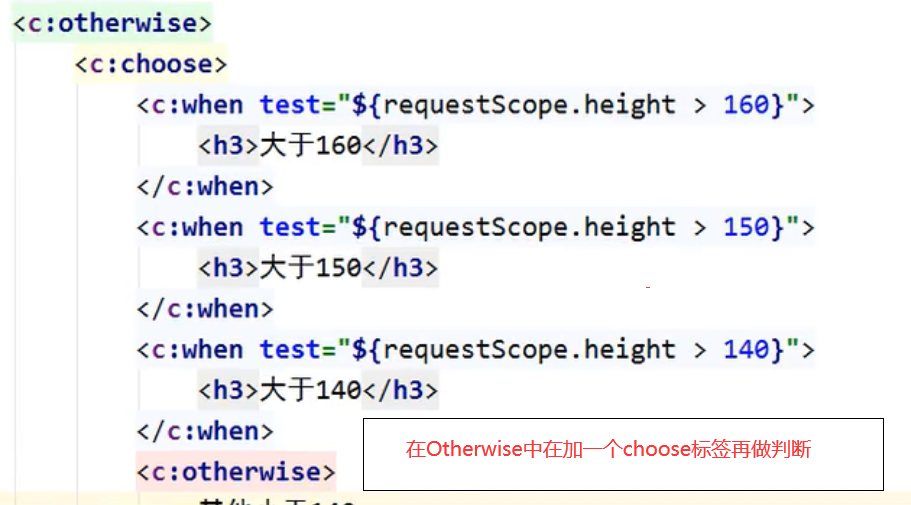 <c:otherwise>
<c:choose>
<c:when test="${requestScope.height > 160}">
<h3>大于160</h3>
</c:when>
<c:when test="${requestScope.height > 150}">
<h3>大于150</h3>
</c:when>
<c:when test="${requestScope.height > 140}">
<h3>大于140</h3>
</c:when>
<c:otherwise>
在Otherwise中在加一个choose标签再做判断